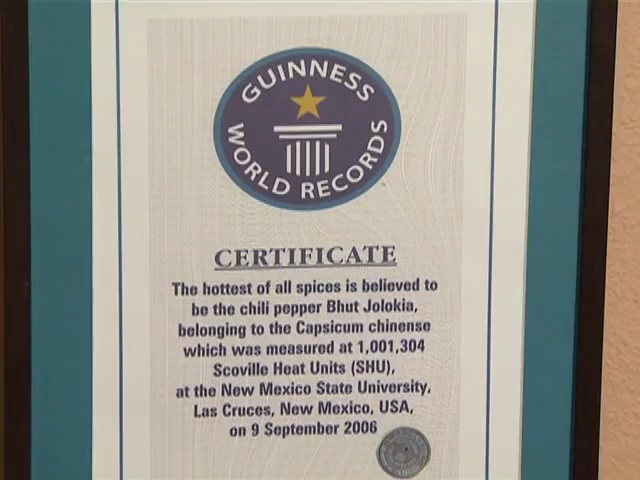 GUINNESS
WORLD RECORDS
CERTIFICATE
The hottest of all spices is believed to
be the chili pepper Bhut Jolokia,
belonging to the Capsicum chinense
which was measured at 1,001,304
Scoville Heat Units (SHU),
at the New Mexico State University,
Las Cruces, New Mexico, USA,
on 9 September 2006